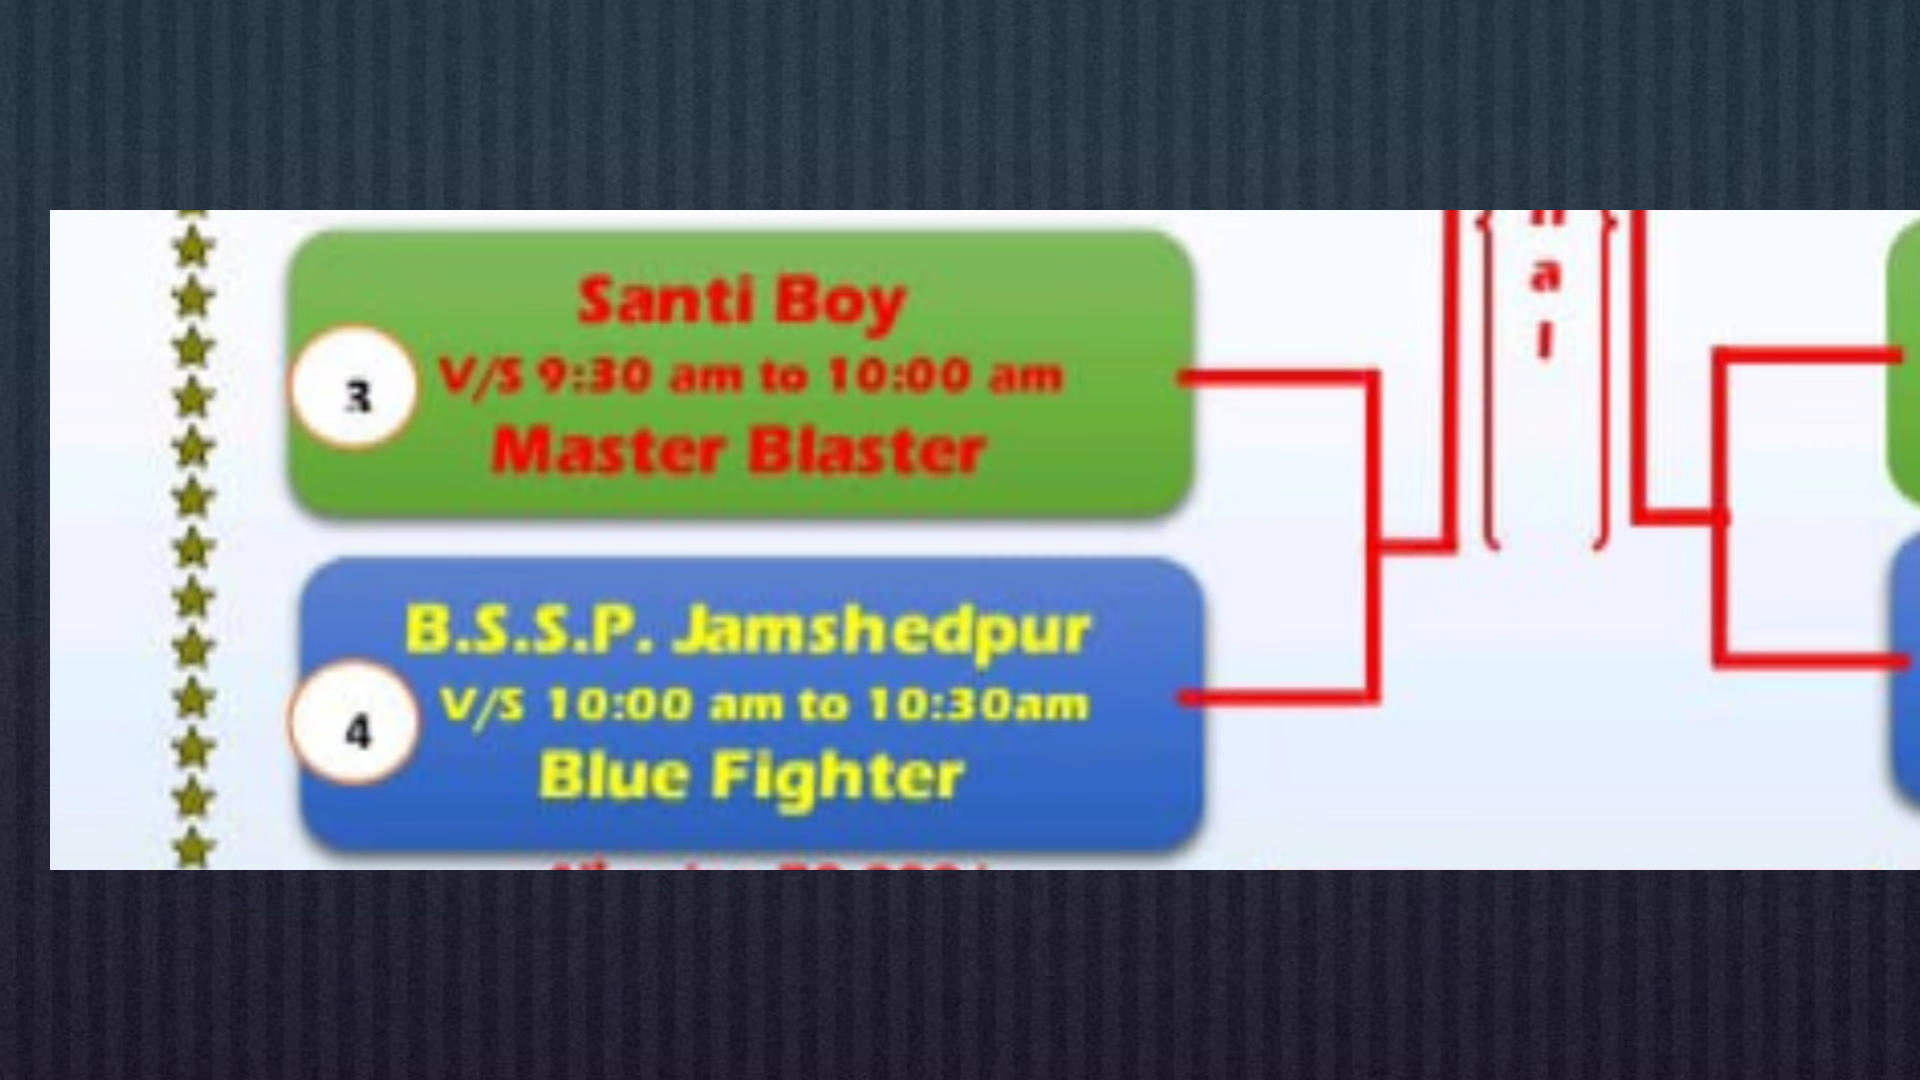 Santi Boy
3
V/S 9:30 am to 10:00 am
Master Blaster
B.S.S.P. Jamshedpur
4
V/S 10:00 am to 10:30am
Blue Fighter
a
l